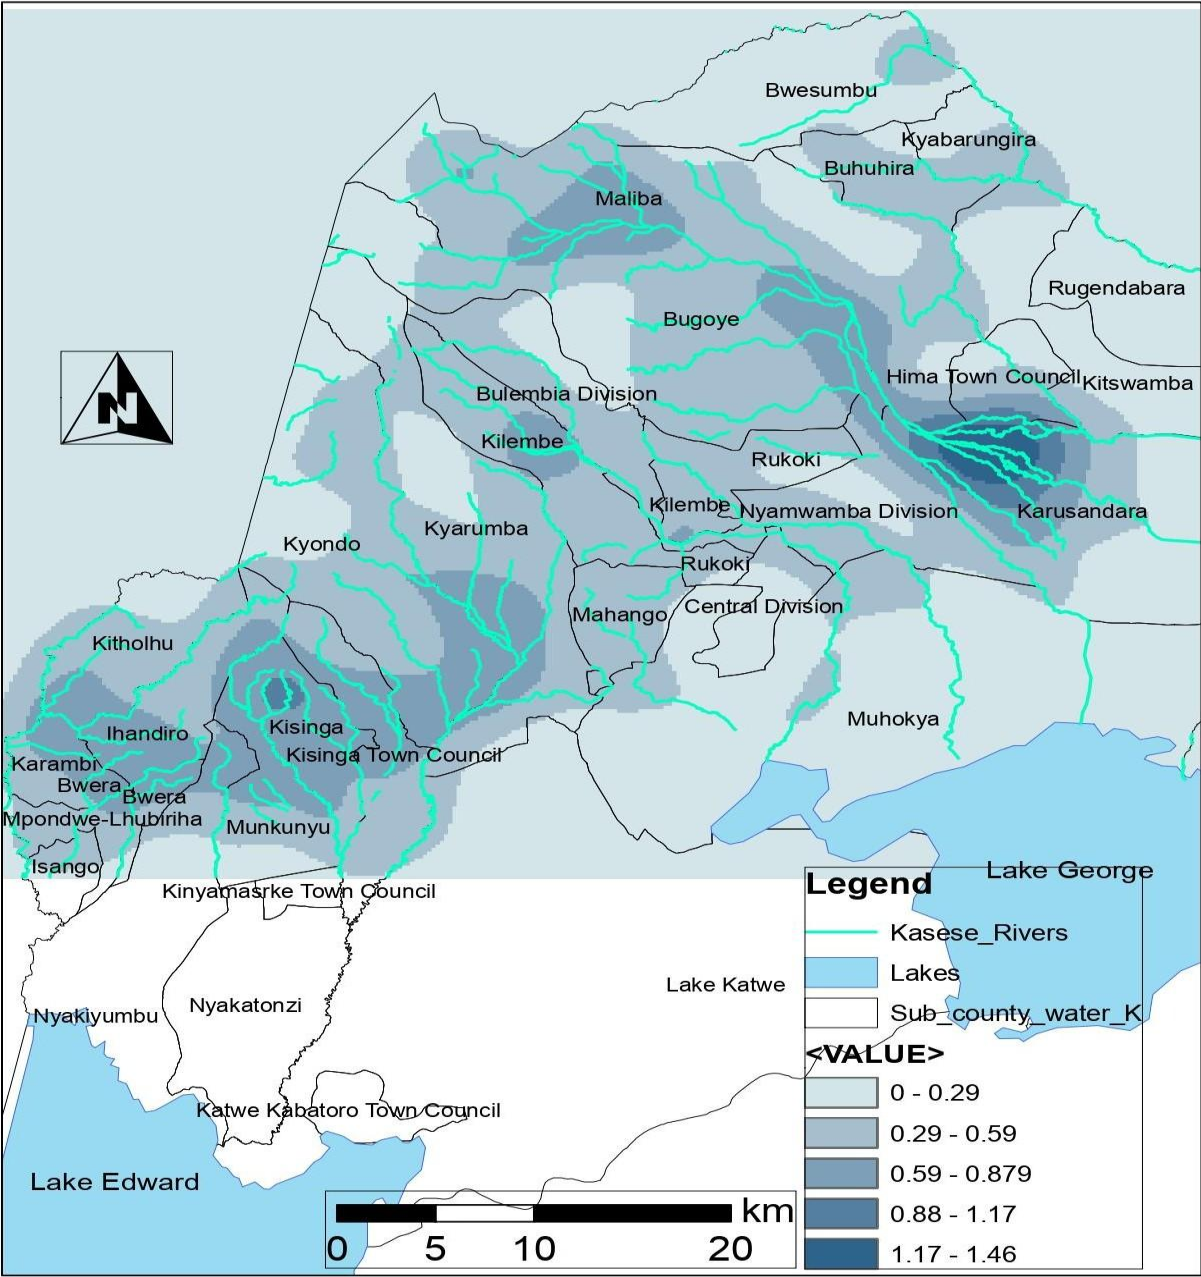 Bwesumbu
Kyabarungira
Buhuhira
Maliba
Rugendabara
Bugoye
Hima Town Council
Kitswamba
Bulembia Division
Kilembe
Rukoki
Kilembe
Nyamwamba Division
Karusandara
Kyarumba
Kyondo
Rukoki
Central Division
Mahango
Kitholhu
Muhokya
Kisinga
Ihandiro
Kisinga Town Council
Karambi
Bwera
Bwera
Mpondwe-Lhubiriha
Munkunyu
Isango
Lake George
Kinyamasrke Town Council
Lake Katwe
Nyakatonzi
Nyakiyumbu
Katwe Kabatoro Town Council
Lake Edward
N
Legend
Kasese_Rivers
Lakes
Sub_county_water_K
<VALUE>
0 - 0.29
0.29 - 0.59
0.59 - 0.879
0.88 - 1.17
1.17 - 1.46
km
0 5 10 20